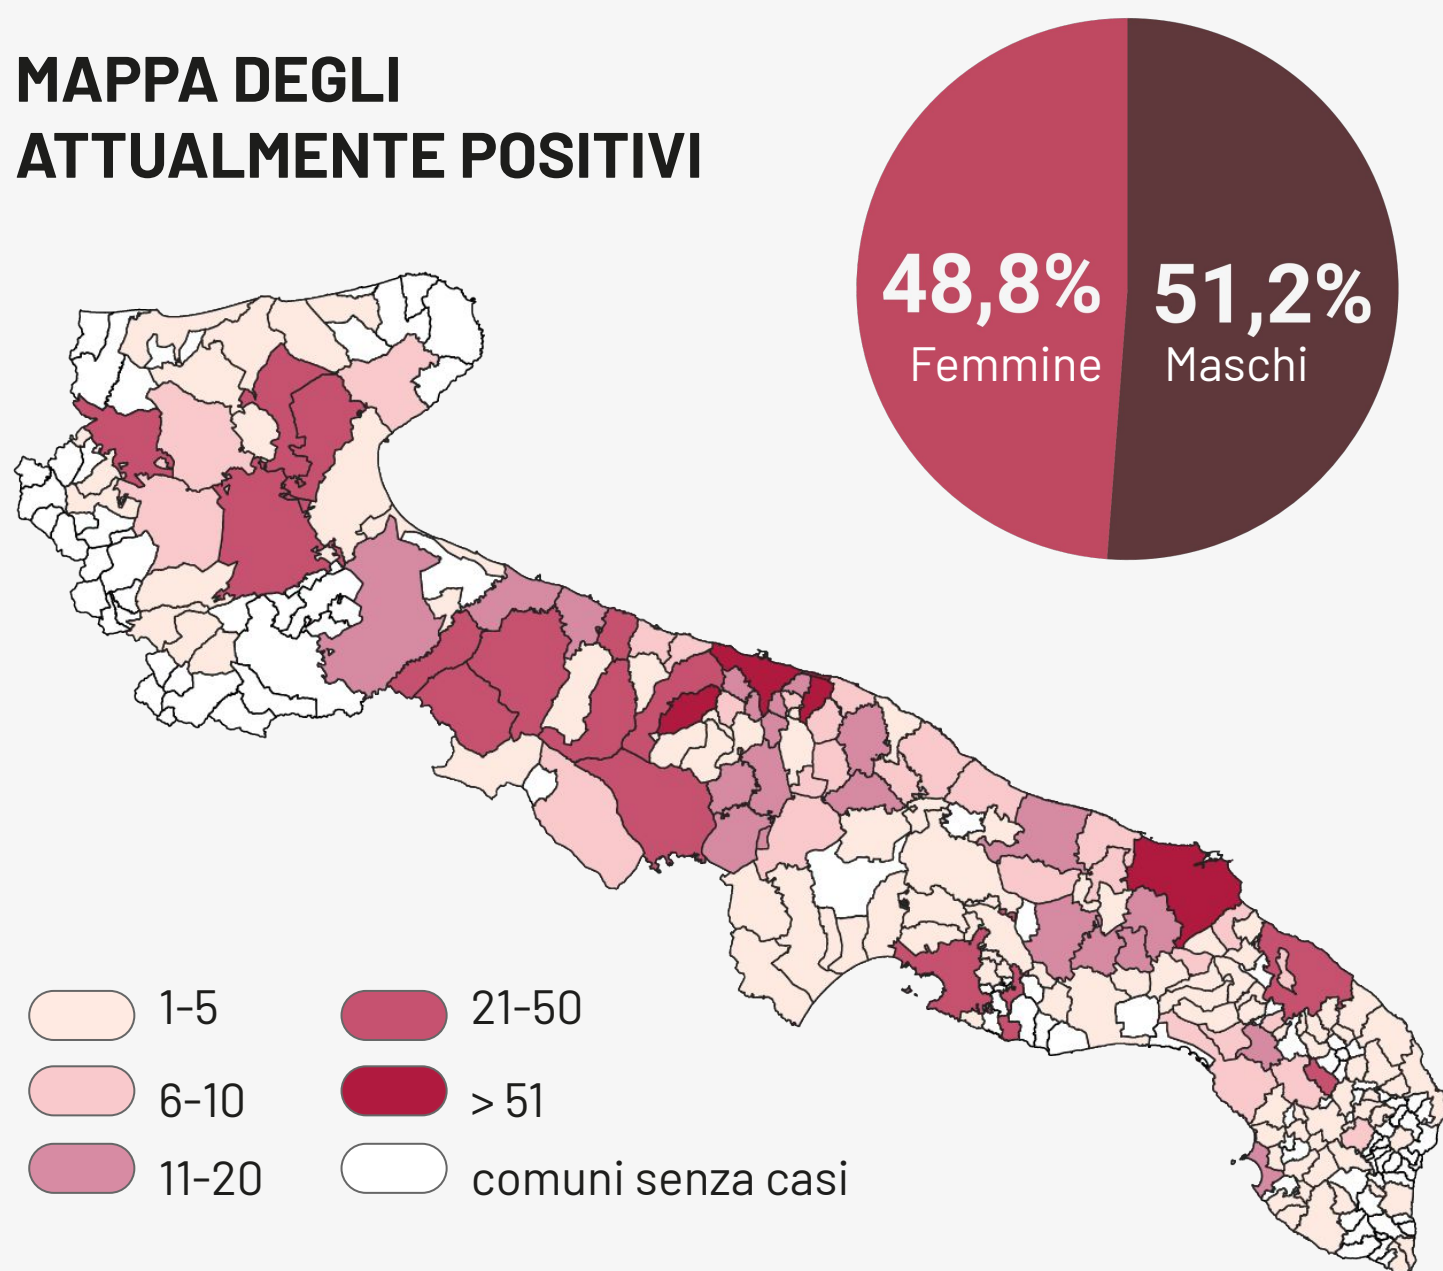 MAPPA DEGLI
ATTUALMENTE POSITIVI
48,8%
Femmine
51,2%
Maschi
1-5
6-10
11-20
21-50
> 51
comuni senza casi